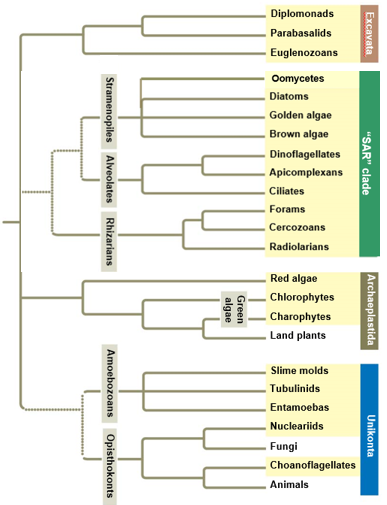 Diplomonads
Parabasalids
Euglenozoans
Excavata
Stramenopiles
Oomycetes
Diatoms
Golden algae
Brown algae
Alveolates
Dinoflagellates
Apicomplexans
Ciliates
Rhizarians
Forams
Cercozoans
Radiolarians
"SAR" clade
Red algae
Green
algae
Chlorophytes
Charophytes
Land plants
Archaeplastida
Amoebozoans
Slime molds
Tubulinids
Entamoebas
Opisthokonts
Nucleariids
Fungi
Choanoflagellates
Animals
Unikonta